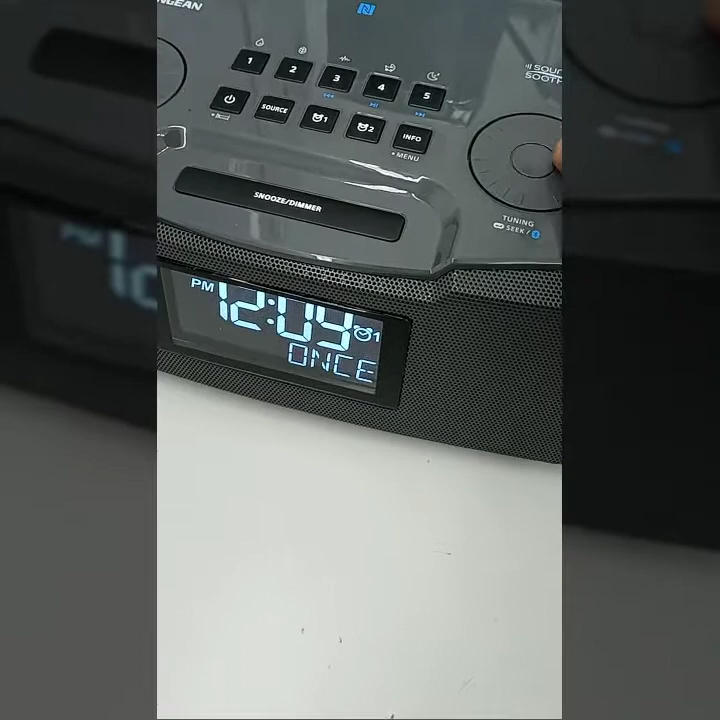 1 2 3 4 5
SOURCE 1 2 INFO
MENU
SNOOZE/DIMMER
TUNING
SEEK /
PM 12:09 1
ONCE